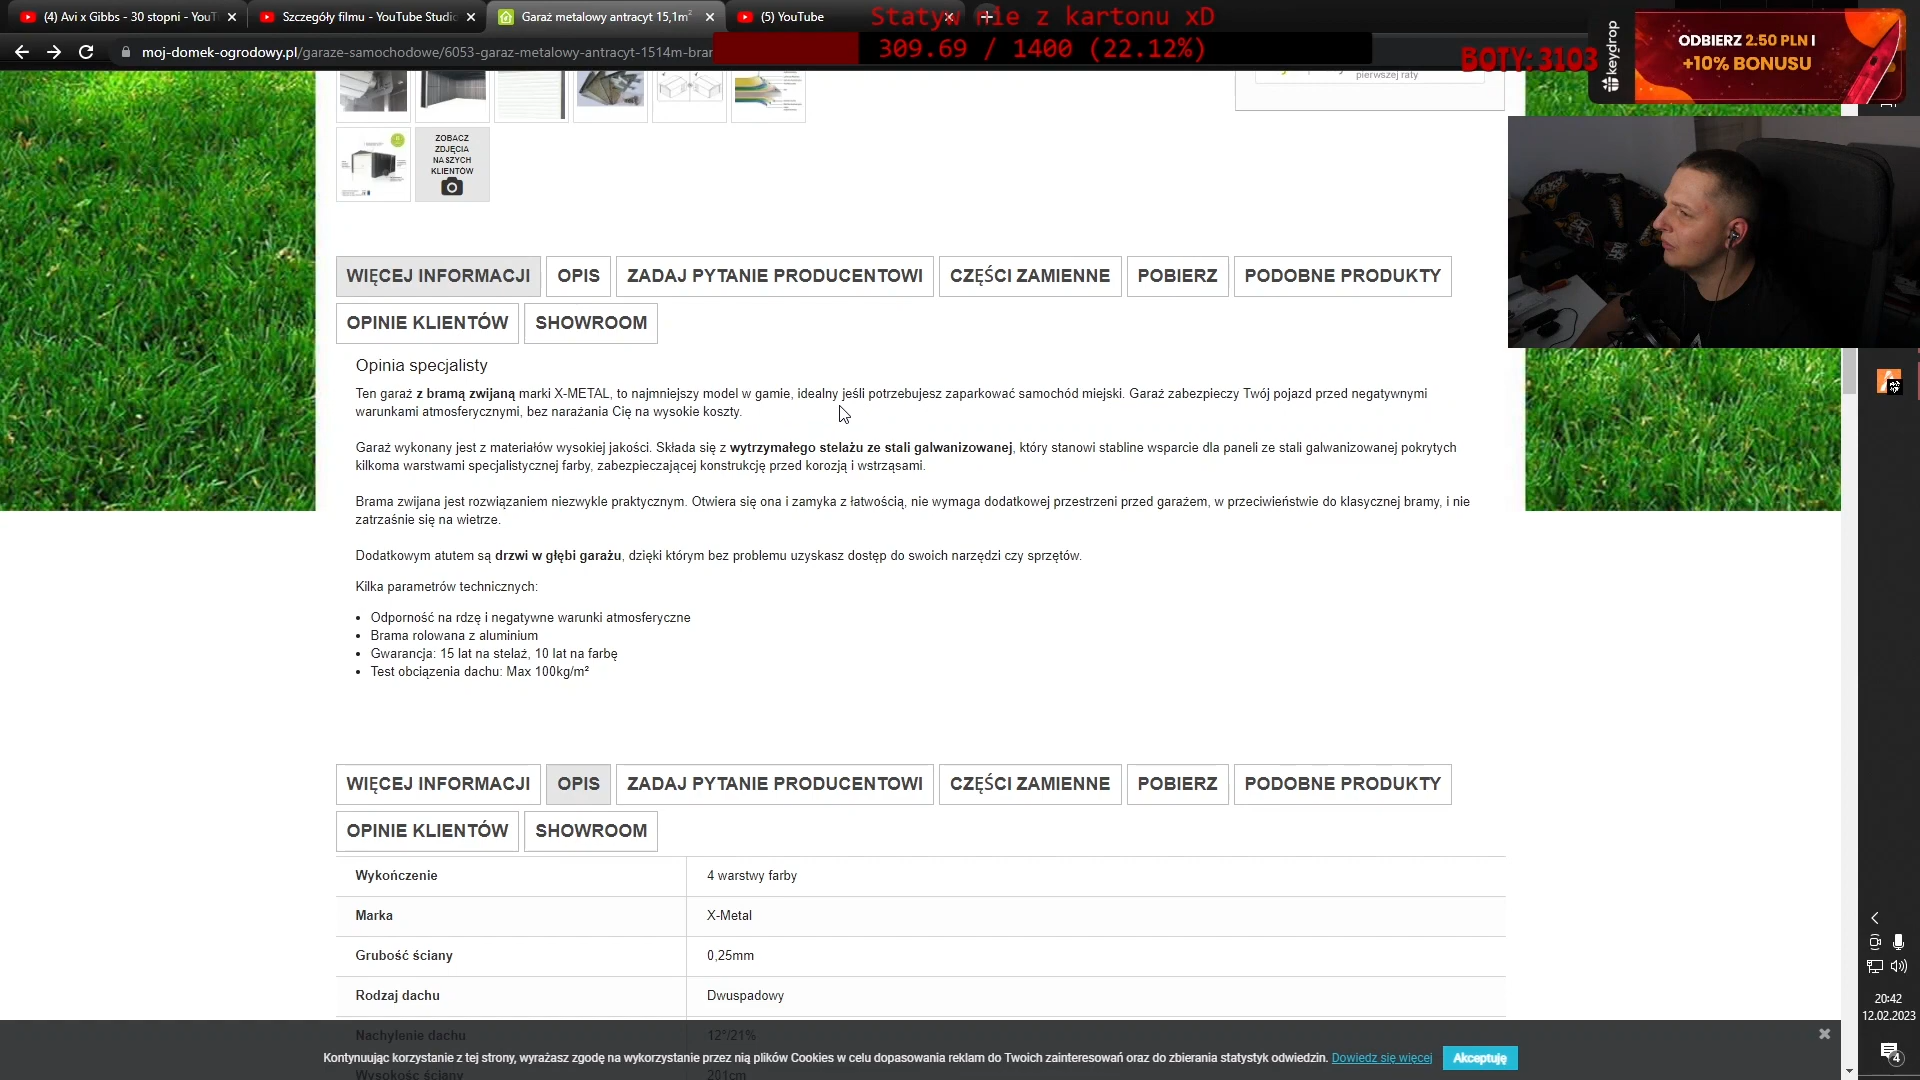 (4) Avi x Gibbs - 30 stopni - YouT
Szczegóły filmu - YouTube Studio
Garaż metalowy antracyt 15,1m²
(5) YouTube
Statyw nie z kartonu xD
309.69 / 1400 (22.12%)
moj-domek-ogrodowy.pl/garaze-samochodowe/6053-garaz-metalowy-antracyt-1514m-bra
BOTY: 3103
keydrop
ODBIERZ 2.50 PLN I
+10% BONUSU
pierwszej raty
ZOBACZ
ZDJĘCIA
NASZYCH
KLIENTÓW
WIĘCEJ INFORMACJI
OPIS
ZADAJ PYTANIE PRODUCENTOWI
CZĘŚCI ZAMIENNE
POBIERZ
PODOBNE PRODUKTY
OPINIE KLIENTÓW
SHOWROOM
Opinia specjalisty
Ten garaż z bramą zwijaną marki X-METAL, to najmniejszy model w gamie, idealny jeśli potrzebujesz zaparkować samochód miejski. Garaż zabezpieczy Twój pojazd przed negatywnymi
warunkami atmosferycznymi, bez narażania Cię na wysokie koszty.
Garaż wykonany jest z materiałów wysokiej jakości. Składa się z wytrzymałego stelażu ze stali galwanizowanej, który stanowi stabline wsparcie dla paneli ze stali galwanizowanej pokrytych
kilkoma warstwami specjalistycznej farby, zabezpieczającej konstrukcję przed korozją i wstrząsami.
Brama zwijana jest rozwiązaniem niezwykle praktycznym. Otwiera się ona i zamyka z łatwością, nie wymaga dodatkowej przestrzeni przed garażem, w przeciwieństwie do klasycznej bramy, i nie
zatrzaśnie się na wietrze.
Dodatkowym atutem są drzwi w głębi garażu, dzięki którym bez problemu uzyskasz dostęp do swoich narzędzi czy sprzętów.
Kilka parametrów technicznych:
Odporność na rdzę i negatywne warunki atmosferyczne
Brama rolowana z aluminium
Gwarancja: 15 lat na stelaż, 10 lat na farbę
Test obciązenia dachu: Max 100kg/m²
WIĘCEJ INFORMACJI
OPIS
ZADAJ PYTANIE PRODUCENTOWI
CZĘŚCI ZAMIENNE
POBIERZ
PODOBNE PRODUKTY
OPINIE KLIENTÓW
SHOWROOM
Wykończenie
4 warstwy farby
Marka
X-Metal
Grubość ściany
0,25mm
Rodzaj dachu
Dwuspadowy
Nachylenie dachu
12°/21%
Kontynuując korzystanie z tej strony, wyrażasz zgodę na wykorzystanie przez nią plików Cookies w celu dopasowania reklam do Twoich zainteresowań oraz do zbierania statystyk odwiedzin. Dowiedz się więcej
Akceptuję
Wysokość ściany
201cm
20:42
12.02.2023
4